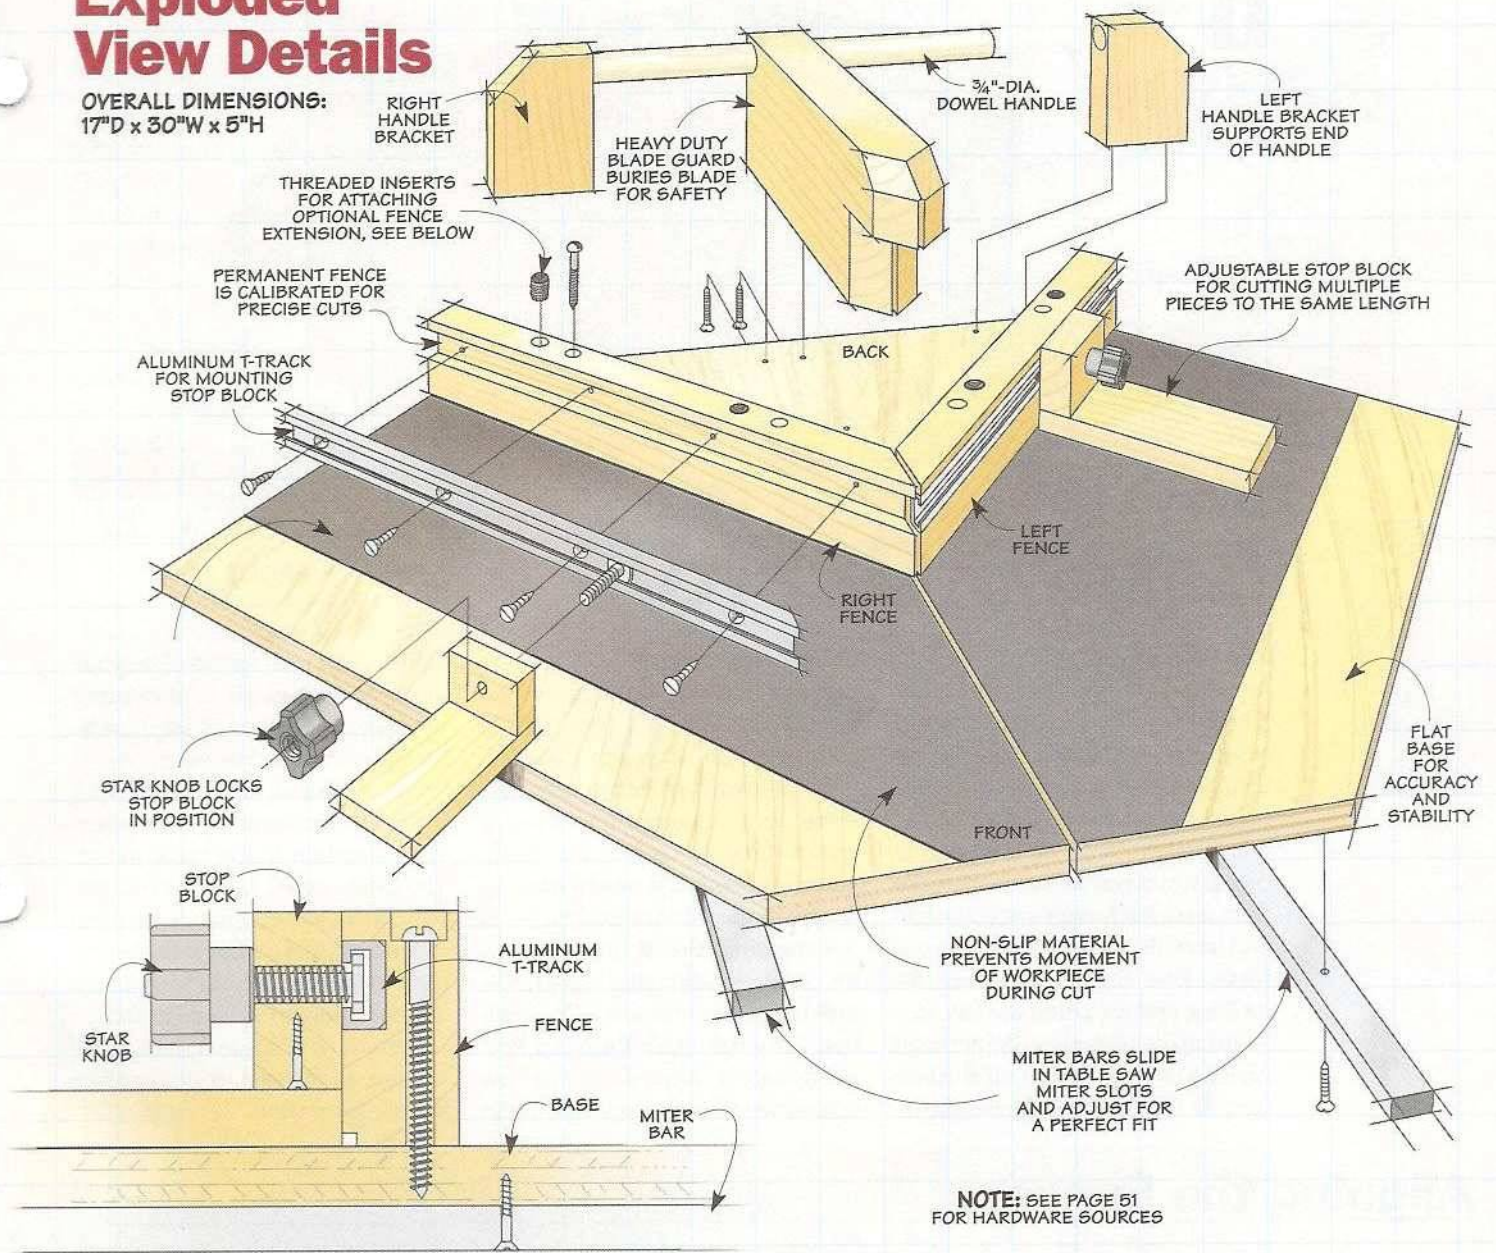 Exploded
View Details
OVERALL DIMENSIONS:
17"D x 30"W x 5"H
RIGHT
HANDLE
BRACKET
HEAVY DUTY
BLADE GUARD
BURIES BLADE
FOR SAFETY
¾"-DIA.
DOWEL HANDLE
LEFT
HANDLE BRACKET
SUPPORTS END
OF HANDLE
THREADED INSERTS
FOR ATTACHING
OPTIONAL FENCE
EXTENSION, SEE BELOW
PERMANENT FENCE
IS CALIBRATED FOR
PRECISE CUTS
ADJUSTABLE STOP BLOCK
FOR CUTTING MULTIPLE
PIECES TO THE SAME LENGTH
BACK
ALUMINUM T-TRACK
FOR MOUNTING
STOP BLOCK
LEFT
FENCE
RIGHT
FENCE
FLAT
BASE
FOR
ACCURACY
AND
STABILITY
STAR KNOB LOCKS
STOP BLOCK
IN POSITION
FRONT
STOP
BLOCK
ALUMINUM
T-TRACK
NON-SLIP MATERIAL
PREVENTS MOVEMENT
OF WORKPIECE
DURING CUT
STAR
KNOB
FENCE
MITER BARS SLIDE
IN TABLE SAW
MITER SLOTS
AND ADJUST FOR
A PERFECT FIT
BASE
MITER
BAR
NOTE: SEE PAGE 51
FOR HARDWARE SOURCES